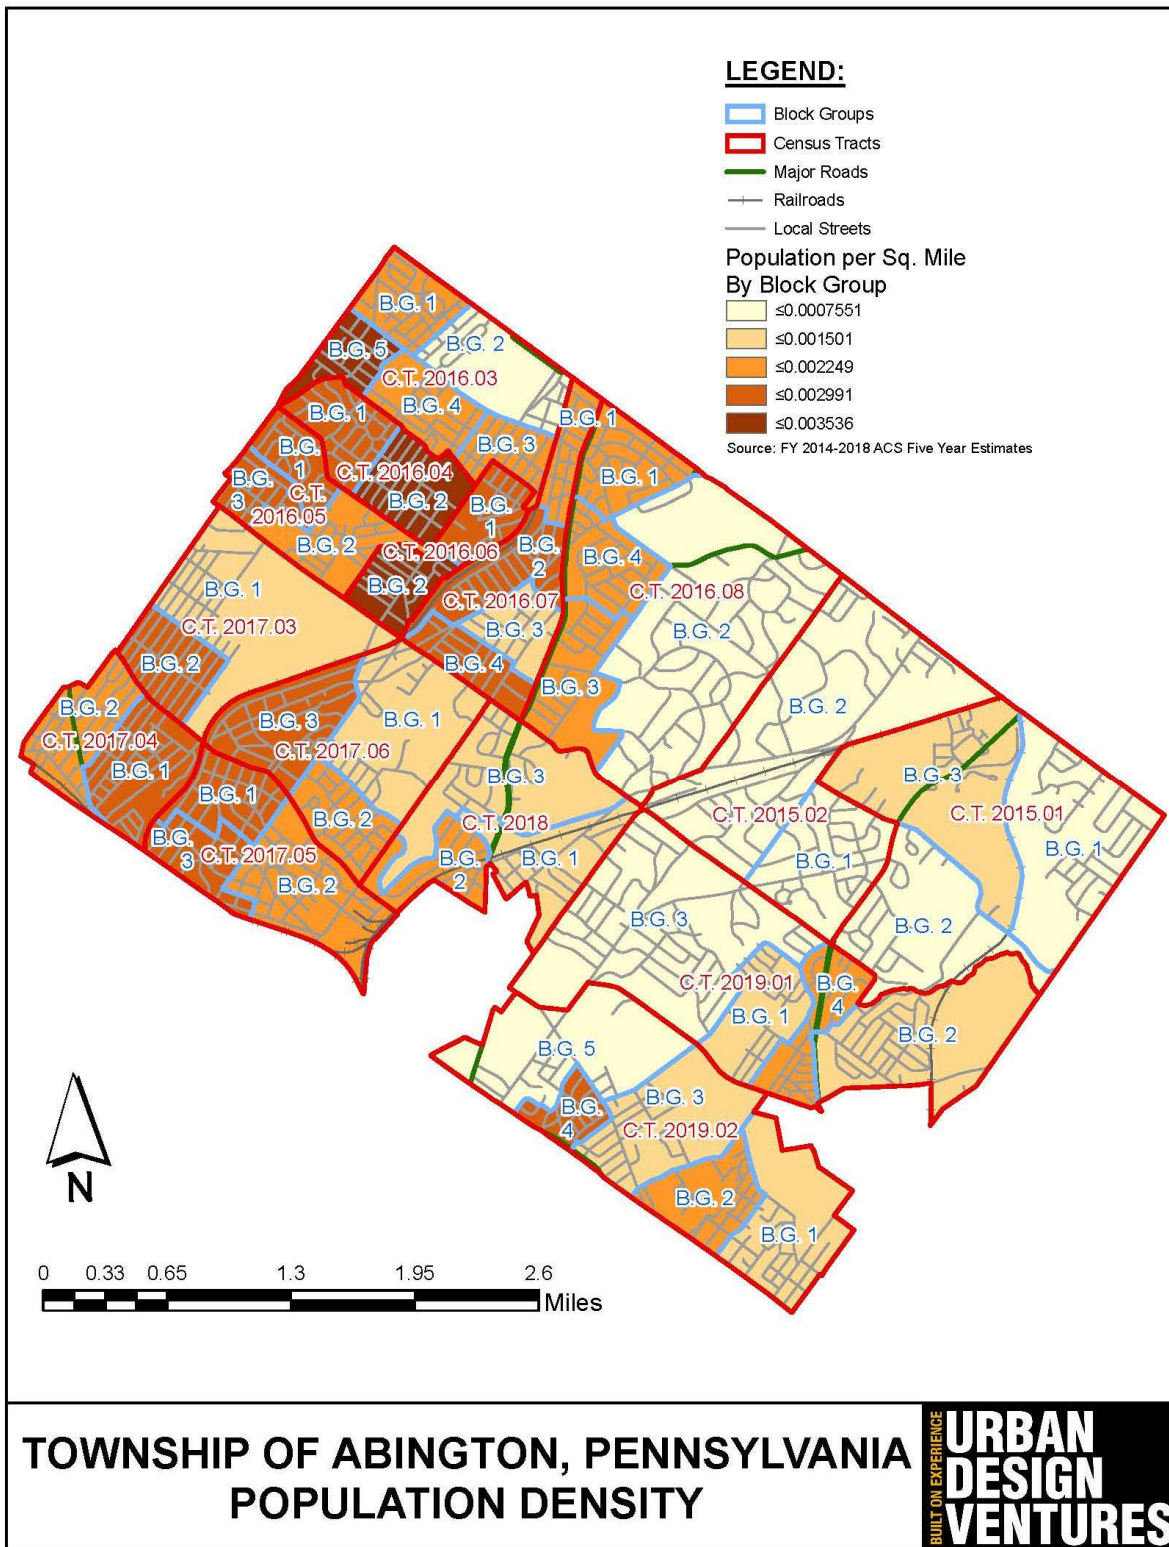 LEGEND:
Block Groups
Census Tracts
Major Roads
Railroads
Local Streets
Population per Sq. Mile
By Block Group
≤0.0007551
≤0.001501
≤0.002249
≤0.002991
≤0.003536
Source: FY 2014-2018 ACS Five Year Estimates
B.G. 1
B.G. 2
B.G. 5
C.T. 2016.03
B.G. 4
B.G. 1
B.G. 1
B.G. 3
B.G.
1
C.T. 2016.04
B.G. 1
B.G.
3
C.T.
2016.05
B.G. 2
B.G.
1
B.G. 2
C.T. 2016.06
B.G.
2
B.G. 4
B.G. 2
C.T. 2016.07
C.T. 2016.08
B.G. 1
B.G. 3
B.G. 2
C.T. 2017.03
B.G. 2
B.G. 4
B.G. 3
B.G. 2
B.G. 2
B.G. 3
B.G. 1
C.T. 2017.04
C.T. 2017.06
B.G. 1
B.G. 3
B.G. 3
B.G. 1
B.G. 2
C.T. 2018
C.T. 2015.02
C.T. 2015.01
B.G.
3
C.T. 2017.05
B.G.
2
B.G. 1
B.G. 1
B.G. 1
B.G. 2
B.G. 3
B.G. 2
C.T. 2019.01
B.G.
4
B.G. 1
B.G. 2
B.G. 5
B.G. 3
B.G.
4
C.T. 2019.02
B.G. 2
B.G. 1
N
0 0.33 0.65 1.3 1.95 2.6
Miles
TOWNSHIP OF ABINGTON, PENNSYLVANIA
POPULATION DENSITY
BUILT ON EXPERIENCE
URBAN
DESIGN
VENTURES